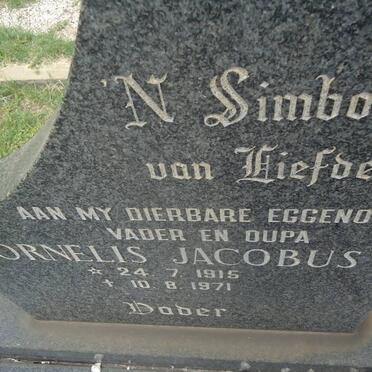 'N Simbo
van Liefde
AAN MY DIERBARE EGGENO
VADER EN OUPA
ORNELIS JACOBUS
☆ 24.7.1915
† 10.8.1971
Vader